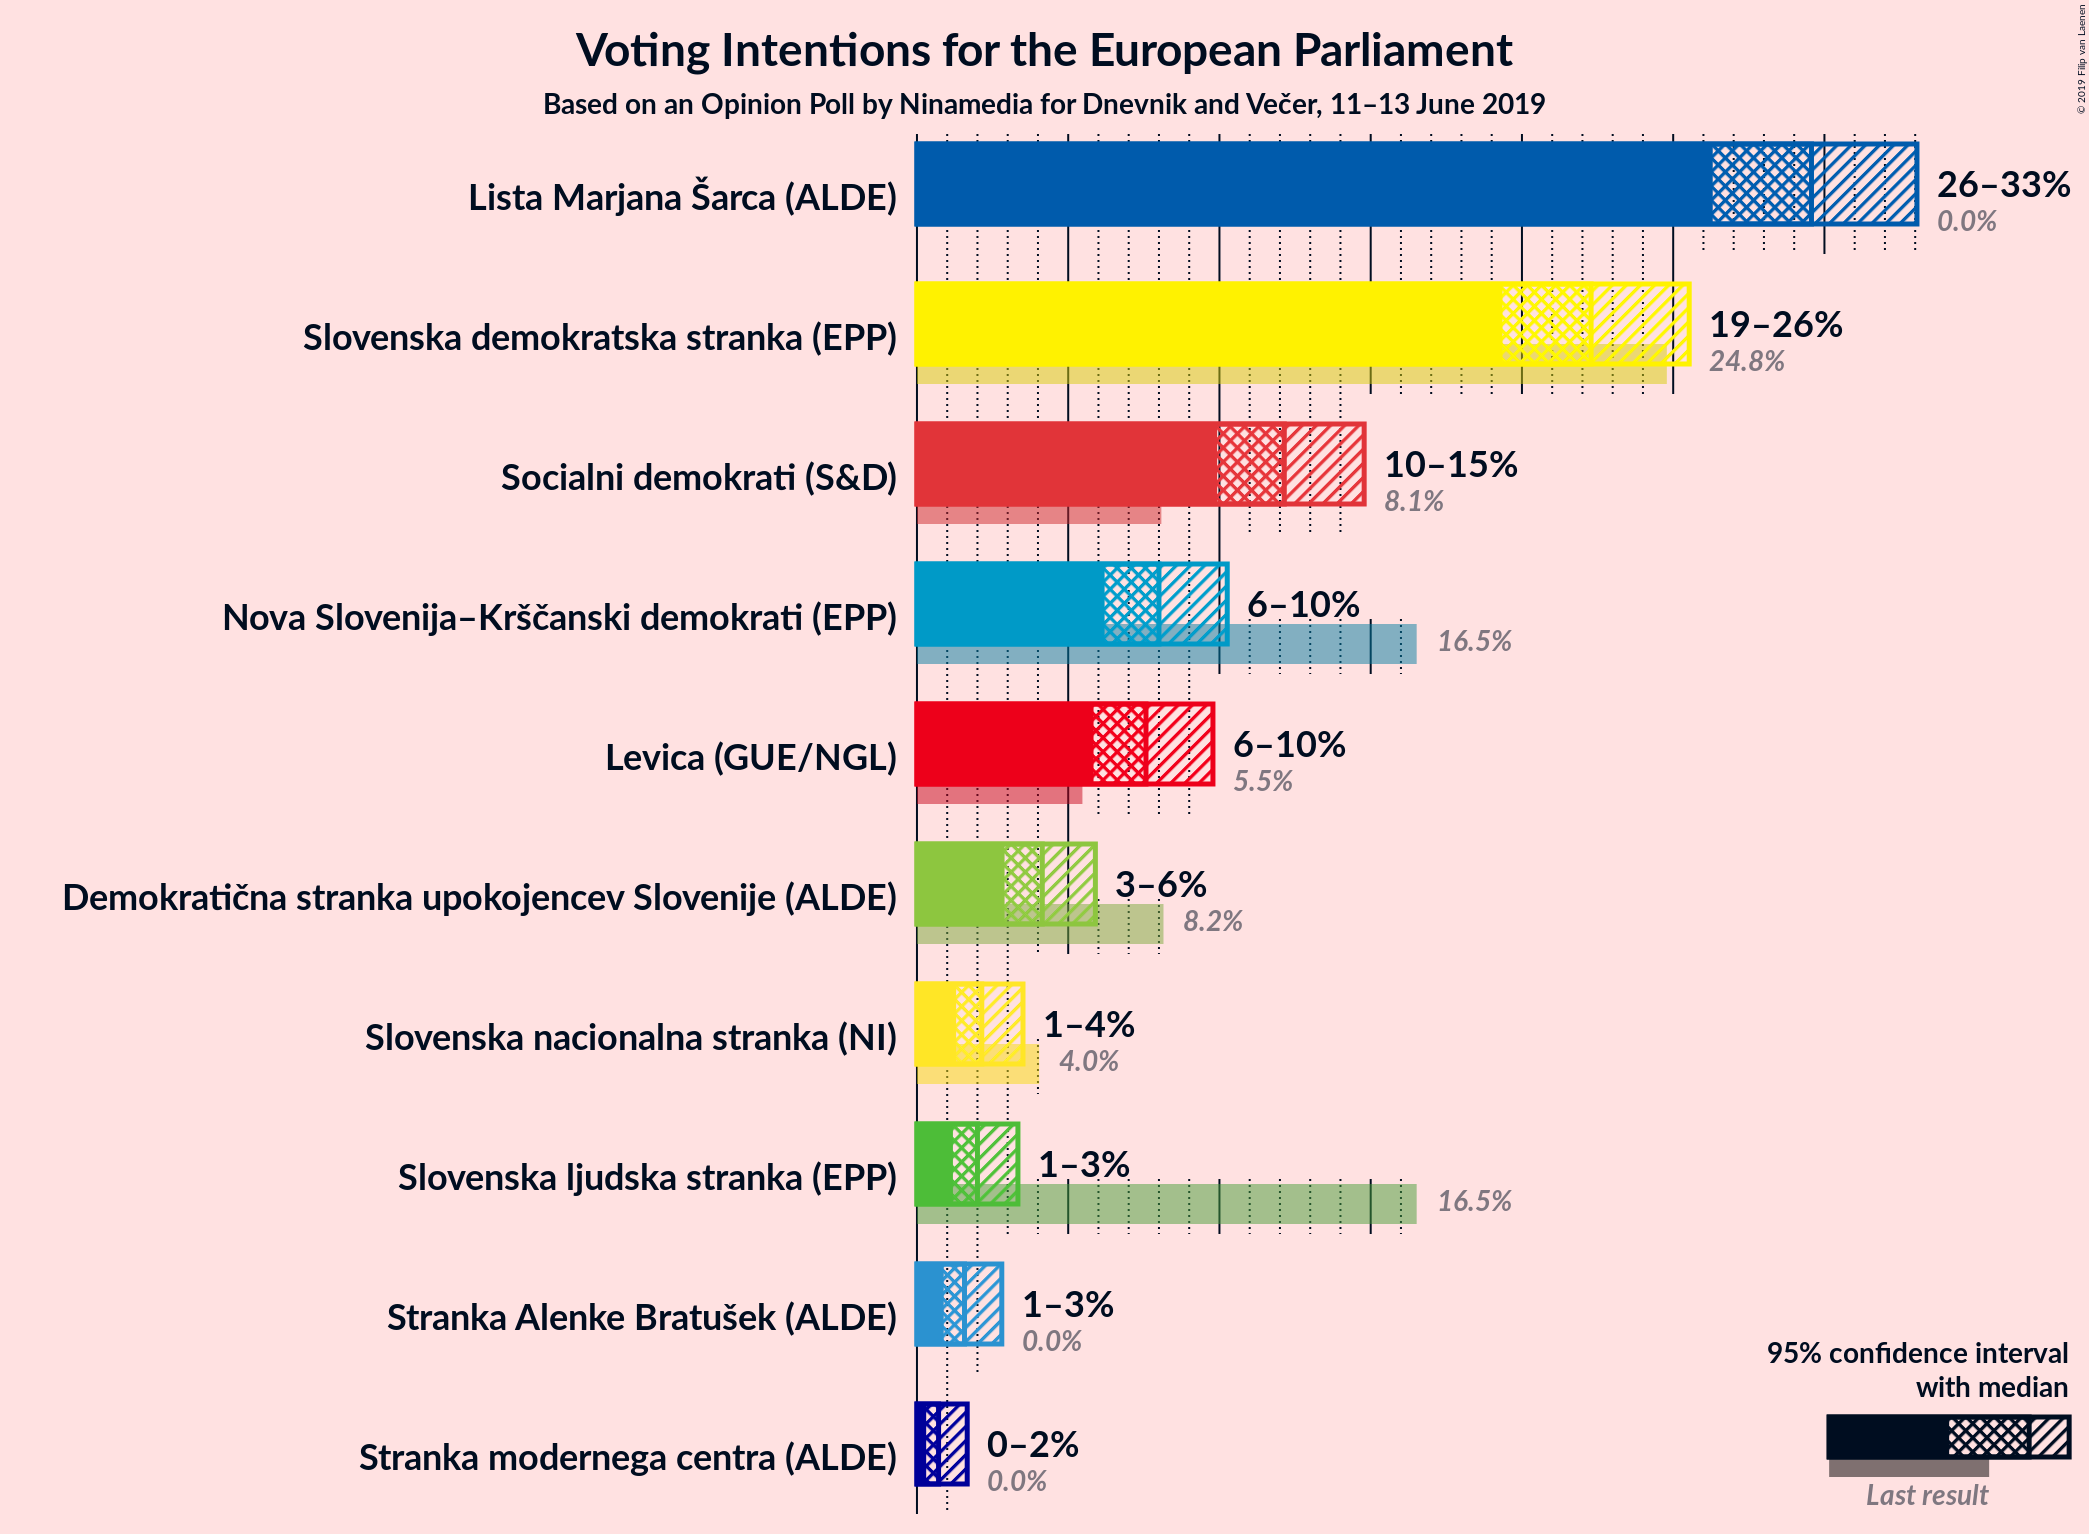 Voting Intentions for the European Parliament
Based on an Opinion Poll by Ninamedia for Dnevnik and Večer, 11–13 June 2019
© 2019 Filip van Laenen
Lista Marjana Šarca (ALDE)
26–33%
0.0%
Slovenska demokratska stranka (EPP)
19–26%
24.8%
Socialni demokrati (S&D)
10–15%
8.1%
Nova Slovenija–Krščanski demokrati (EPP)
6–10%
16.5%
Levica (GUE/NGL)
6–10%
5.5%
Demokratična stranka upokojencev Slovenije (ALDE)
3–6%
8.2%
Slovenska nacionalna stranka (NI)
1–4%
4.0%
Slovenska ljudska stranka (EPP)
1–3%
16.5%
Stranka Alenke Bratušek (ALDE)
1–3%
0.0%
Stranka modernega centra (ALDE)
0–2%
0.0%
95% confidence interval
with median
Last result